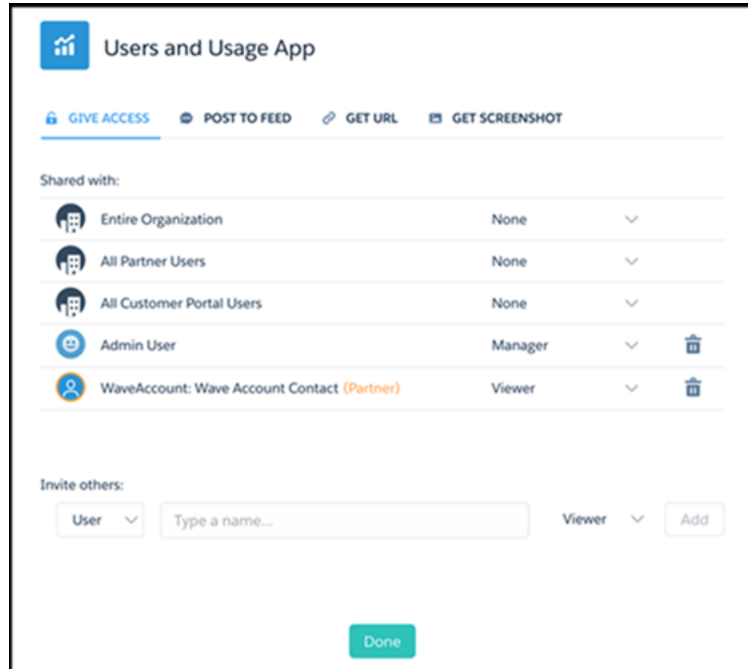 Users and Usage App
GIVE ACCESS POST TO FEED GET URL GET SCREENSHOT
Shared with:
Entire Organization None
All Partner Users None
All Customer Portal Users None
Admin User Manager
WaveAccount: Wave Account Contact (Partner) Viewer
Invite others:
User Type a name... Viewer Add
Done